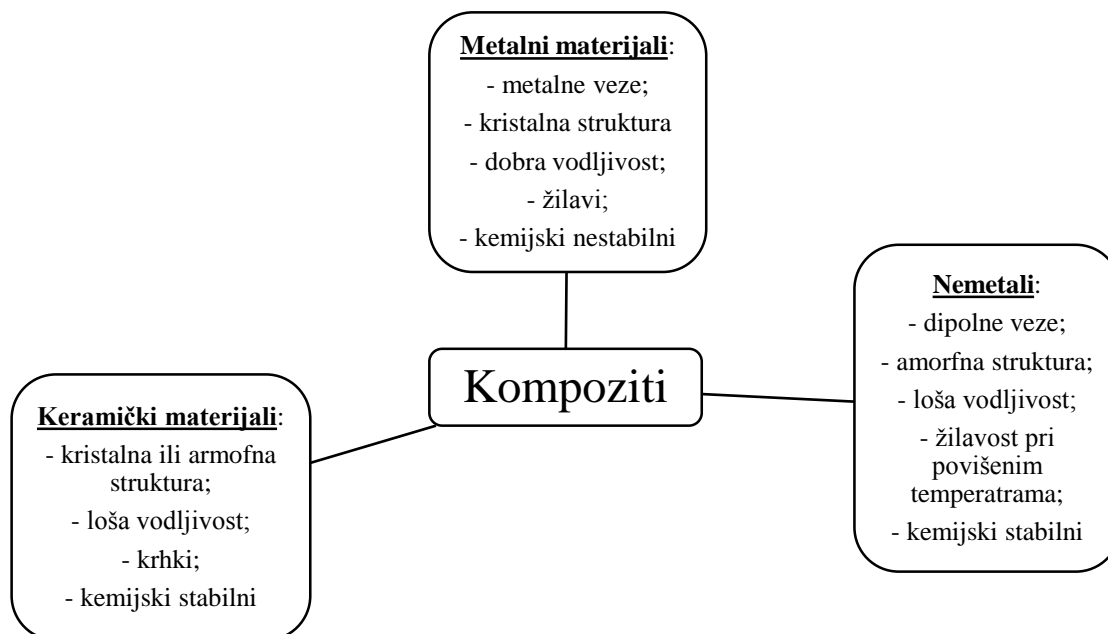 Metalni materijali:
- metalne veze;
- kristalna struktura
- dobra vodljivost;
- žilavi;
- kemijski nestabilni
Nemetali:
- dipolne veze;
- amorfna struktura;
- loša vodljivost;
- žilavost pri
povišenim
temperatrama;
- kemijski stabilni
Kompoziti
Keramički materijali:
- kristalna ili armofna
struktura;
- loša vodljivost;
- krhki;
- kemijski stabilni